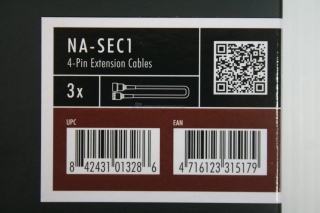 NA-SEC1
4-Pin Extension Cables
3x
UPC
8 42431 01328 6
EAN
4 716123 315179